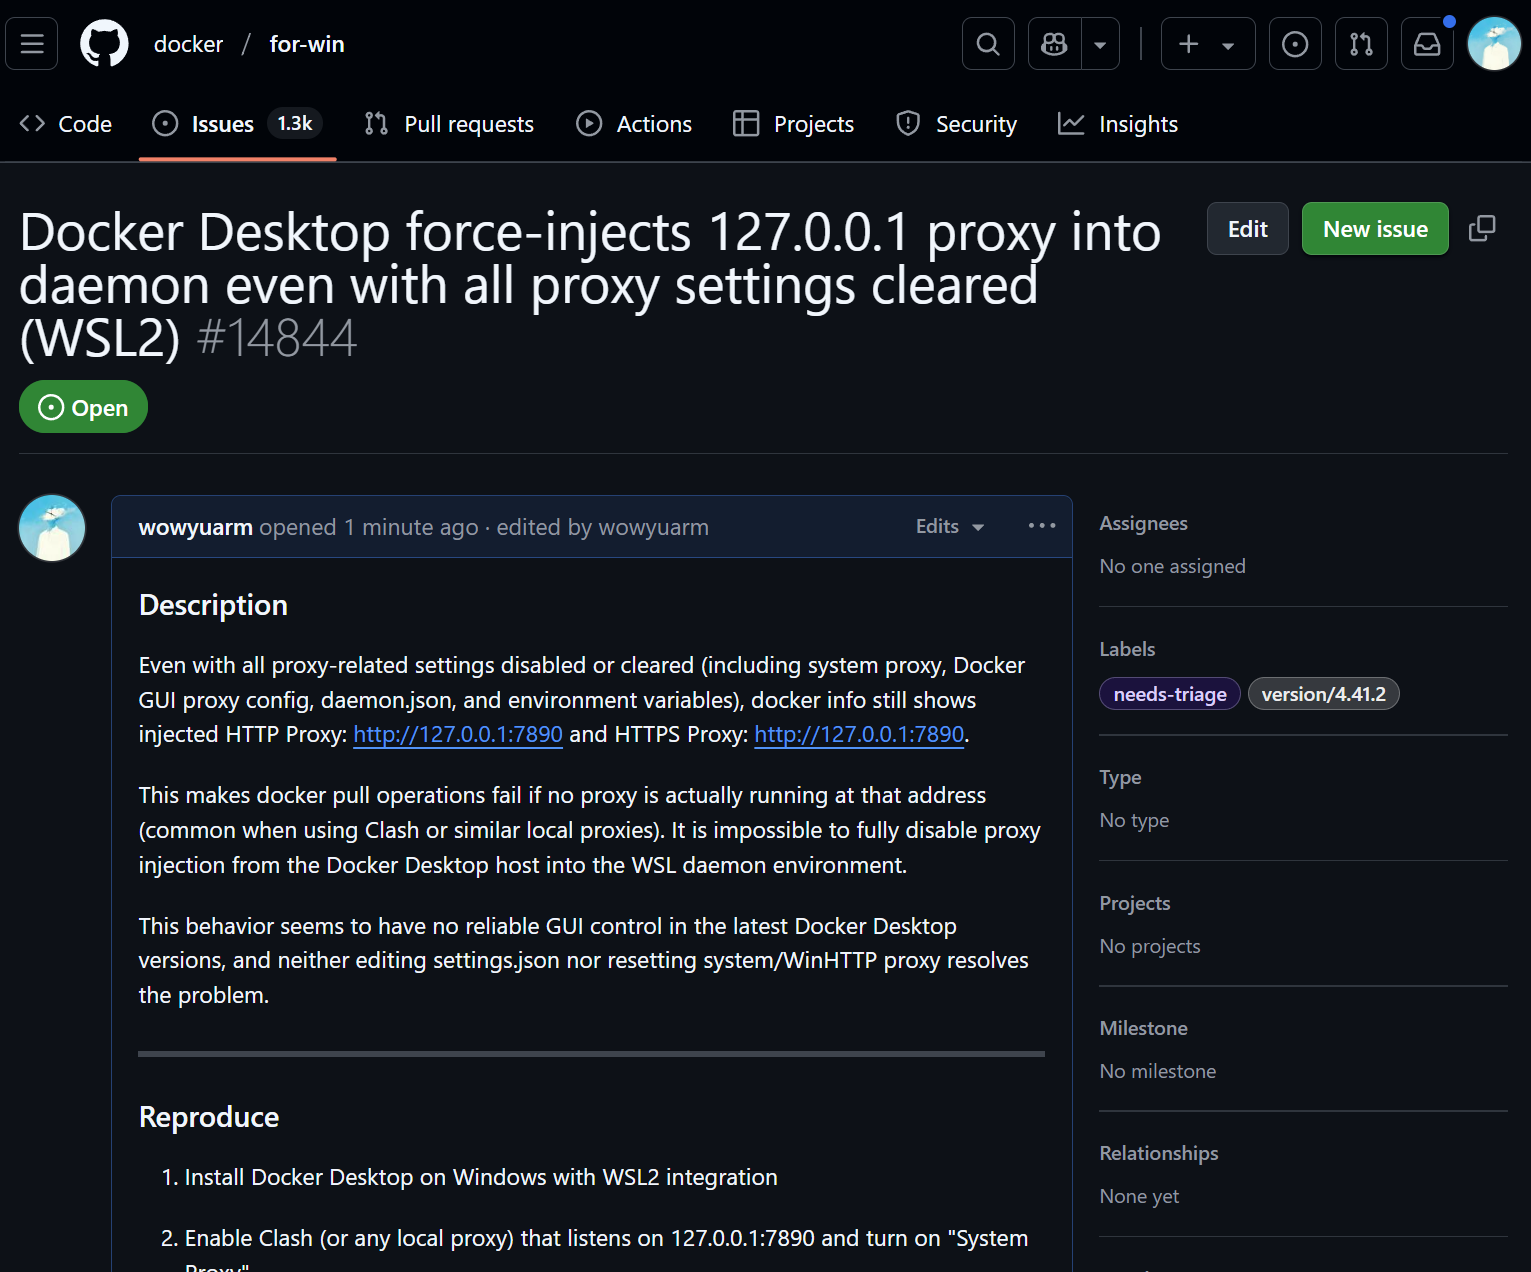 docker / for-win
Code
Issues 1.3k
Pull requests
Actions
Projects
Security
Insights
Docker Desktop force-injects 127.0.0.1 proxy into
daemon even with all proxy settings cleared
(WSL2) #14844
Edit
New issue
Open
wowyuarm opened 1 minute ago · edited by wowyuarm
Edits
Description
Even with all proxy-related settings disabled or cleared (including system proxy, Docker
GUI proxy config, daemon.json, and environment variables), docker info still shows
injected HTTP Proxy: http://127.0.0.1:7890 and HTTPS Proxy: http://127.0.0.1:7890.
This makes docker pull operations fail if no proxy is actually running at that address
(common when using Clash or similar local proxies). It is impossible to fully disable proxy
injection from the Docker Desktop host into the WSL daemon environment.
This behavior seems to have no reliable GUI control in the latest Docker Desktop
versions, and neither editing settings.json nor resetting system/WinHTTP proxy resolves
the problem.
Reproduce
1. Install Docker Desktop on Windows with WSL2 integration
2. Enable Clash (or any local proxy) that listens on 127.0.0.1:7890 and turn on "System
Proxy"
Assignees
No one assigned
Labels
needs-triage
version/4.41.2
Type
No type
Projects
No projects
Milestone
No milestone
Relationships
None yet